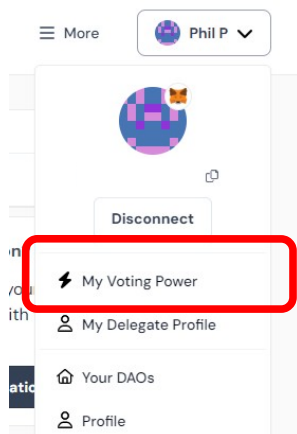 More
Phil P
Disconnect
My Voting Power
My Delegate Profile
Your DAOs
Profile